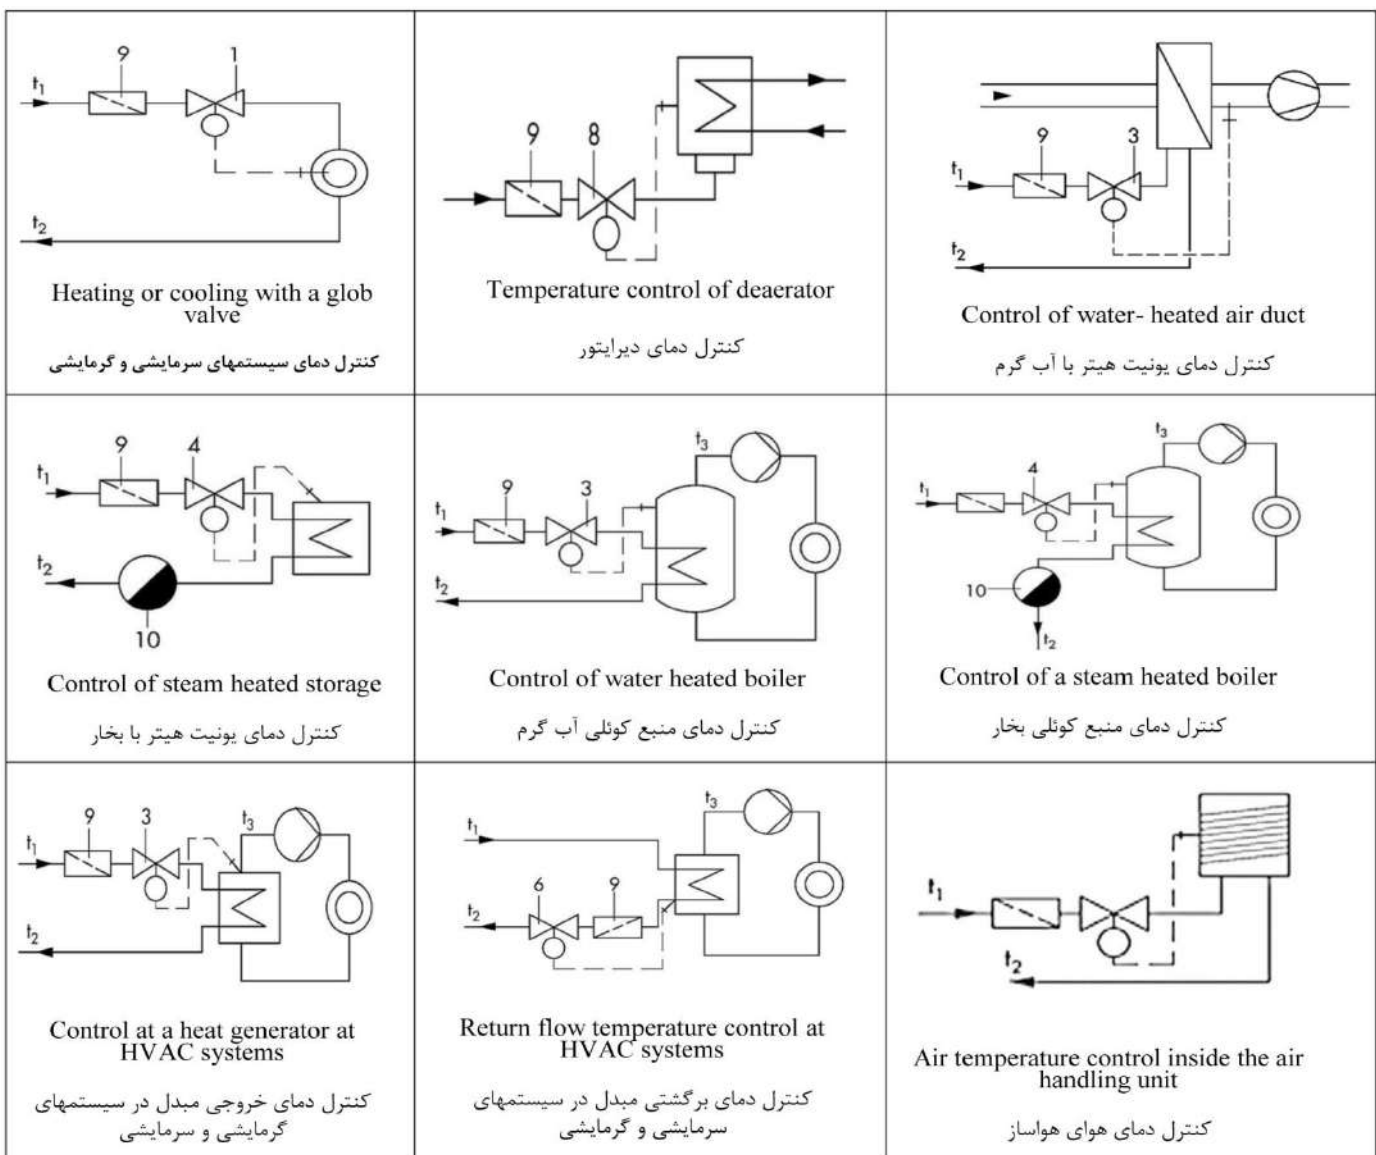 9
1
t₁
t₂
Heating or cooling with a glob
valve
کنترل دمای سیستمهای سرمایشی و گرمایشی
9
8
Temperature control of deaerator
کنترل دمای دیرایتور
9
3
t₁
t₂
Control of water- heated air duct
کنترل دمای یونیت هیتر با آب گرم
9
4
t₁
t₂
10
Control of steam heated storage
کنترل دمای یونیت هیتر با بخار
t₃
9
3
t₁
t₂
Control of water heated boiler
کنترل دمای منبع کوئلی آب گرم
t₃
4
t₁
10
t₂
Control of a steam heated boiler
کنترل دمای منبع کوئلی بخار
9
3
t₃
t₁
t₂
Control at a heat generator at
HVAC systems
کنترل دمای خروجی مبدل در سیستمهای
گرمایشی و سرمایشی
t₃
t₁
6
9
t₂
Return flow temperature control at
HVAC systems
کنترل دمای برگشتی مبدل در سیستمهای
سرمایشی و گرمایشی
t₁
t₂
Air temperature control inside the air
handling unit
کنترل دمای هوای هواساز